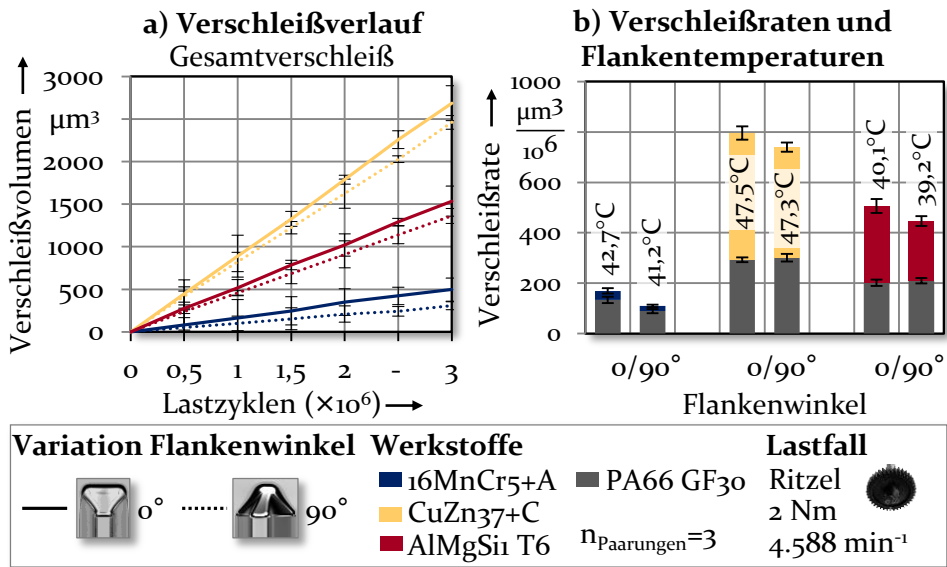 a) Verschleißverlauf
Gesamtverschleiß
Verschleißvolumen
3000
µm³
2000
1500
1000
500
0
0 0,5 1 1,5 2 - 3
Lastzyklen (×10⁶)
b) Verschleißraten und
Flankentemperaturen
Verschleißrate
1000
µm³
10⁶
600
400
200
0
42,7°C
41,2°C
47,5°C
47,3°C
40,1°C
39,2°C
0/90° 0/90° 0/90°
Flankenwinkel
Variation Flankenwinkel
0°
90°
Werkstoffe
16MnCr5+A
CuZn37+C
AlMgSi1 T6
PA66 GF30
nPaarungen=3
Lastfall
Ritzel
2 Nm
4.588 min⁻¹